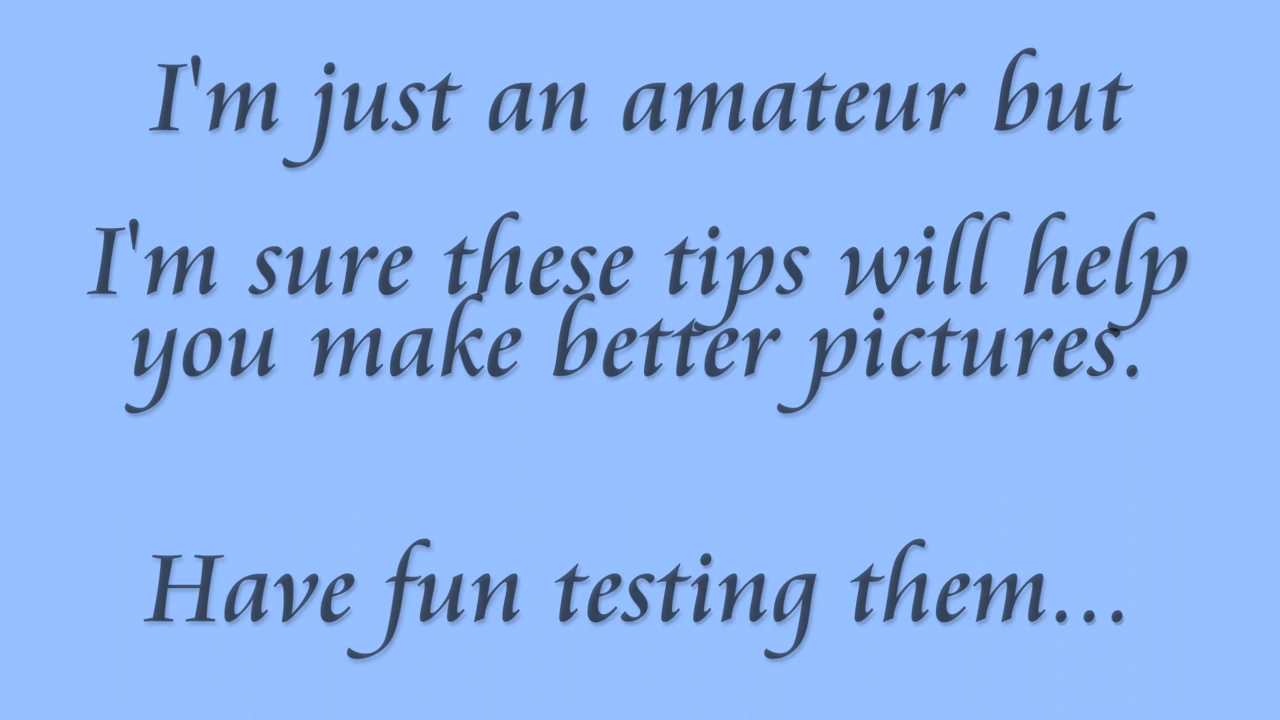 I'm just an amateur but
I'm sure these tips will help
you make better pictures.
Have fun testing them...